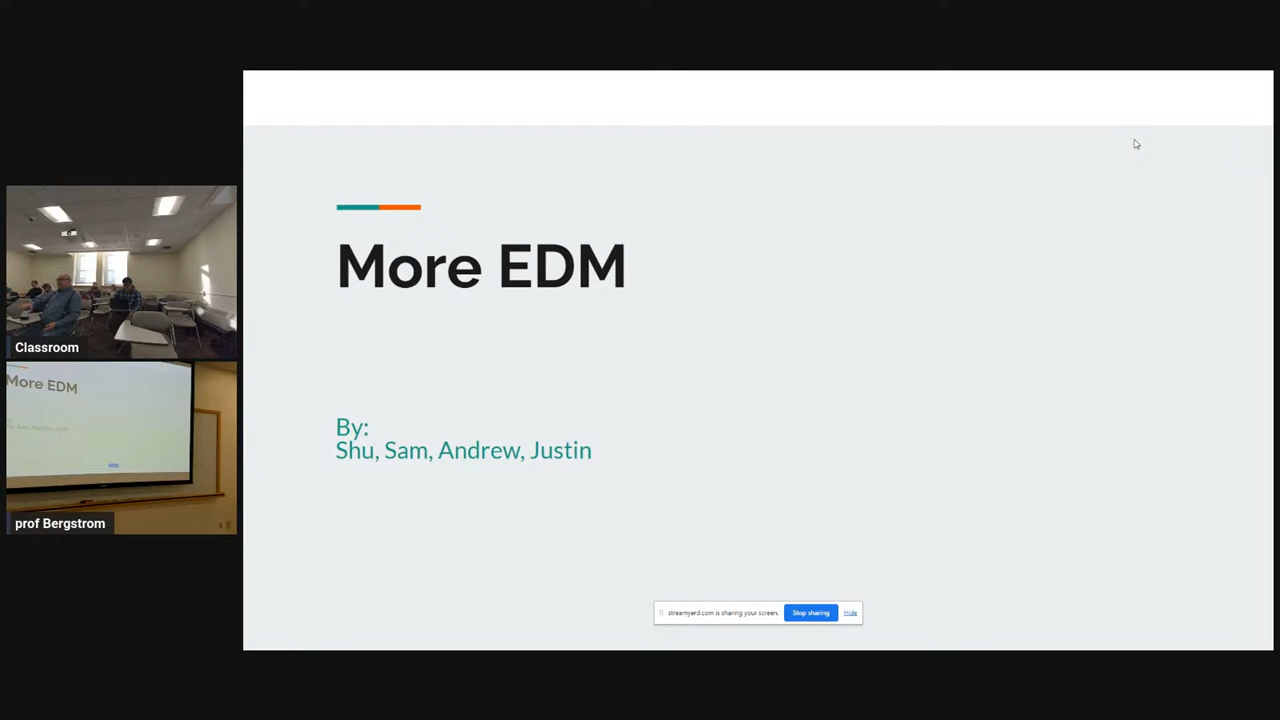 More EDM
By:
Shu, Sam, Andrew, Justin
streamyard.com is sharing your screen.
Stop sharing
Hide
Classroom
More EDM
prof Bergstrom